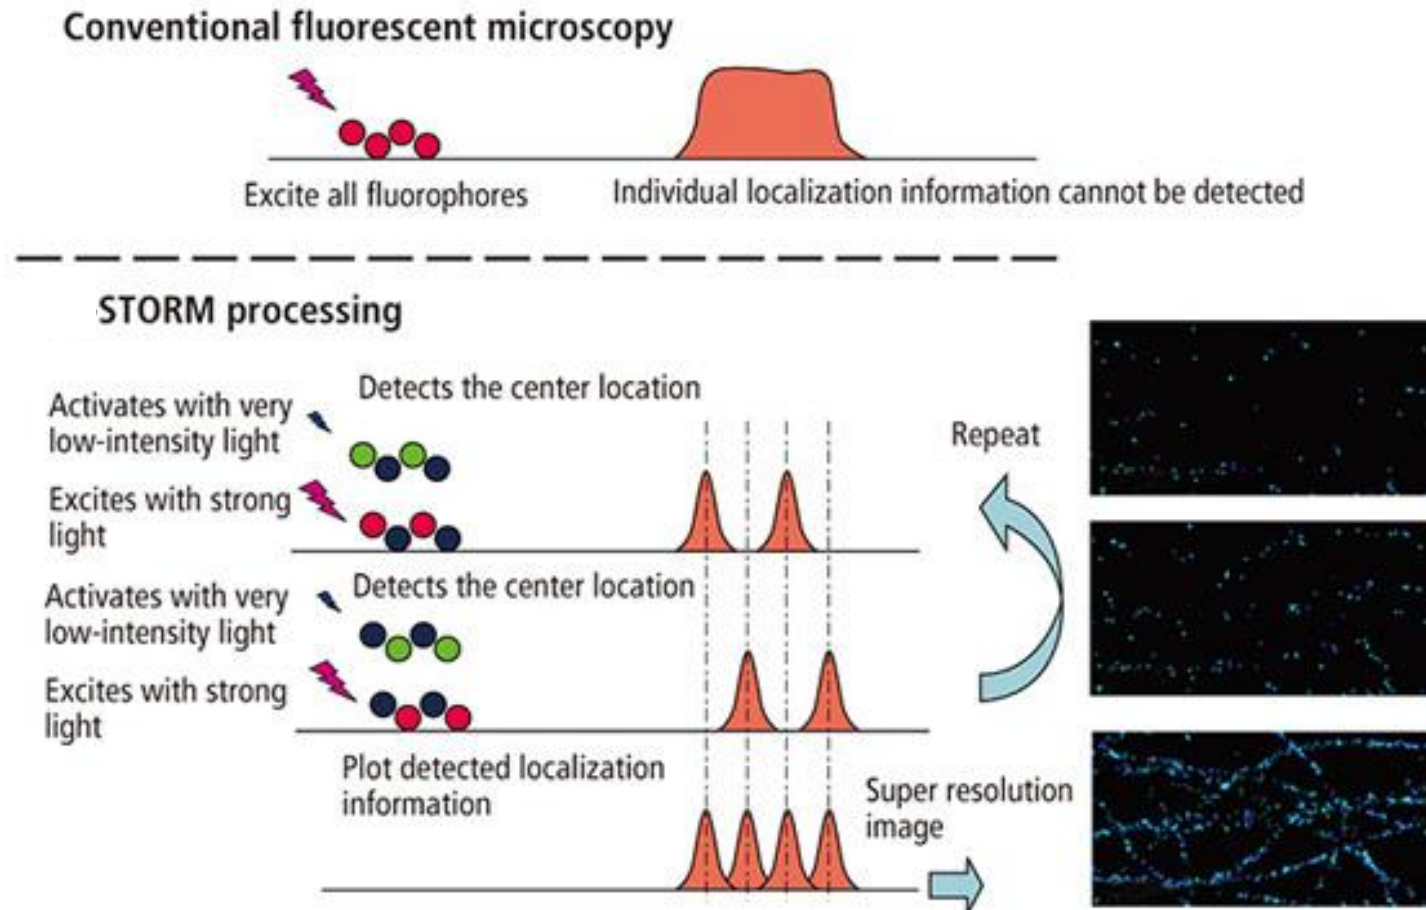 Conventional fluorescent microscopy
Excite all fluorophores
Individual localization information cannot be detected
STORM processing
Detects the center location
Activates with very
low-intensity light
Excites with strong
light
Repeat
Detects the center location
Activates with very
low-intensity light
Excites with strong
light
Plot detected localization
information
Super resolution
image